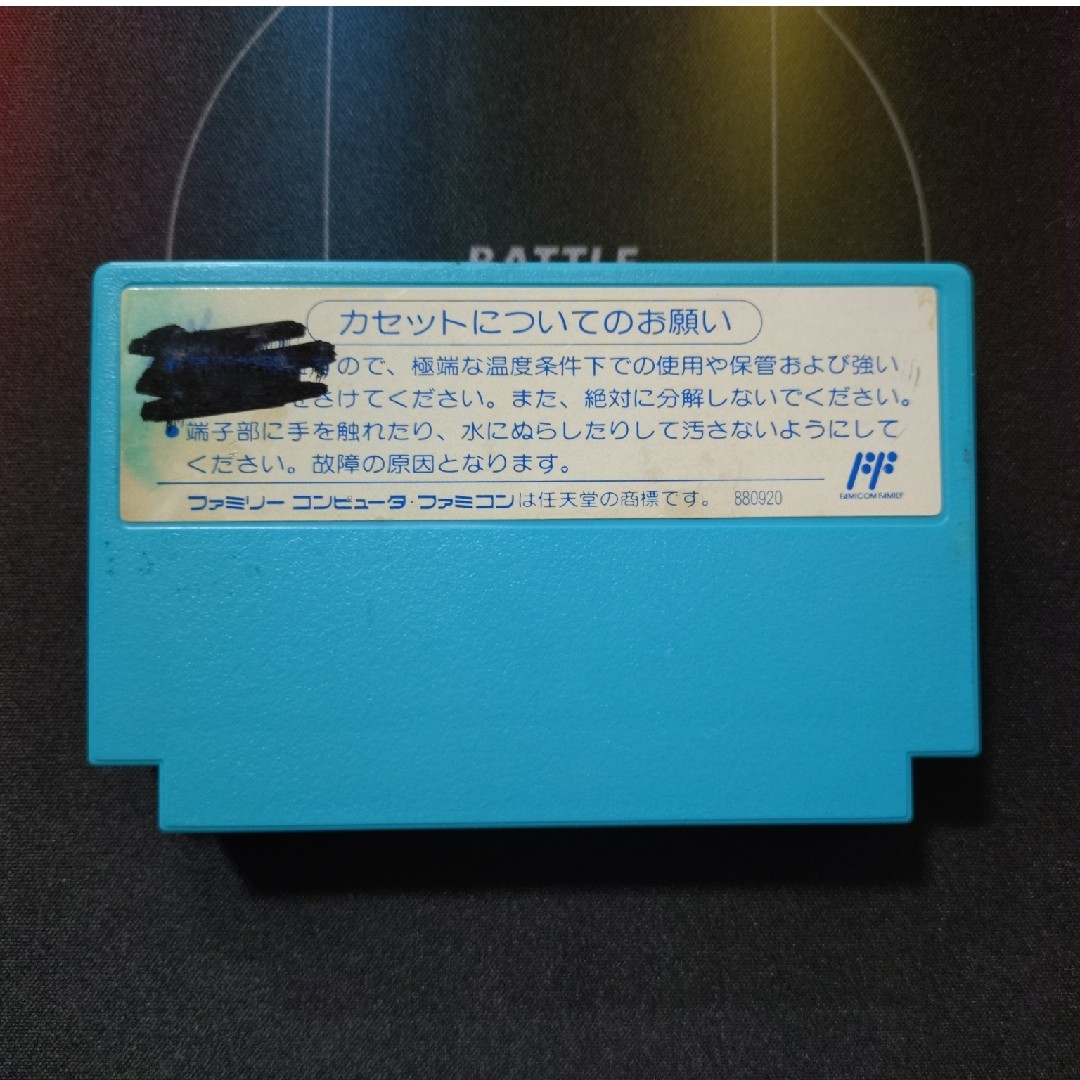 BATTLE
カセットについてのお願い
ので、極端な温度条件下での使用や保管および強い
をさけてください。また、絶対に分解しないでください。
●端子部に手を触れたり、水にぬらしたりして汚さないようにして
ください。故障の原因となります。
FF
FAMICOM FAMILY
ファミリー コンピュータ・ファミコンは任天堂の商標です。 880920